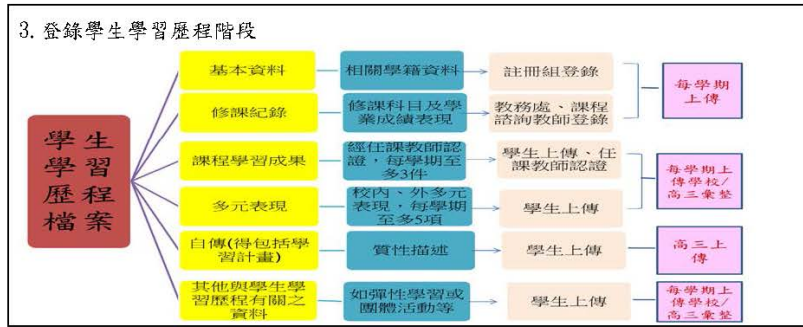 3. 登錄學生學習歷程階段
學生
學習
歷程
檔案
基本資料
相關學籍資料
註冊組登錄
每學期
上傳
修課紀錄
修課科目及學
業成績表現
教務處、課程
諮詢教師登錄
課程學習成果
經任課教師認
證，每學期至
多3件
學生上傳、任
課教師認證
每學期上
傳學校/
高三彙整
多元表現
校內、外多元
表現，每學期
至多5項
學生上傳
自傳(得包括學
習計畫)
質性描述
學生上傳
高三上
傳
其他與學生學
習歷程有關之
資料
如彈性學習或
團體活動等
學生上傳
每學期上
傳學校/
高三彙整